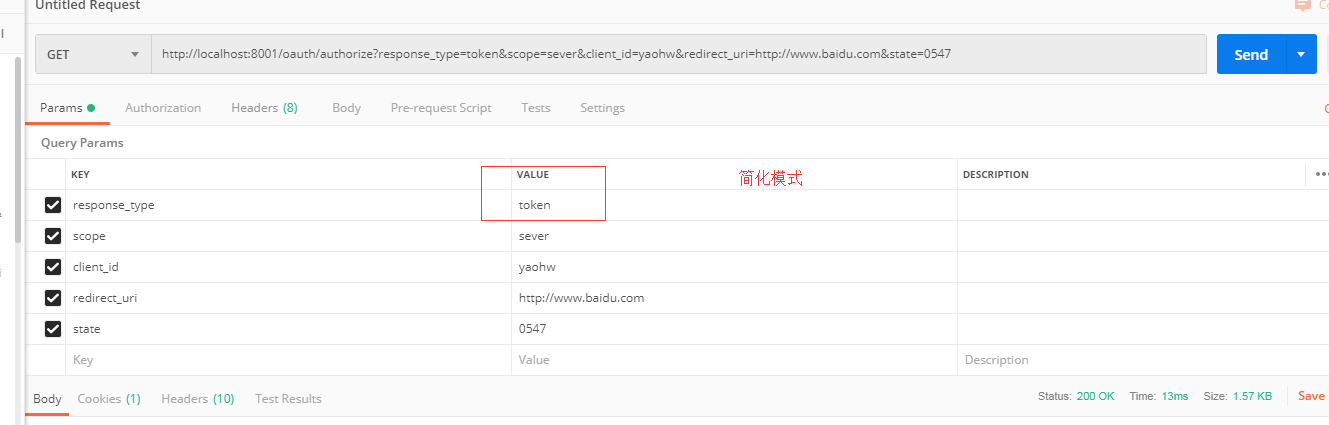 Untitled Request
GET http://localhost:8001/oauth/authorize?response_type=token&scope=sever&client_id=yaohw&redirect_uri=http://www.baidu.com&state=0547 Send
Params Authorization Headers (8) Body Pre-request Script Tests Settings
Query Params
KEY VALUE 简化模式 DESCRIPTION
response_type token
scope sever
client_id yaohw
redirect_uri http://www.baidu.com
state 0547
Key Value Description
Body Cookies (1) Headers (10) Test Results Status: 200 OK Time: 13ms Size: 1.57 KB Save